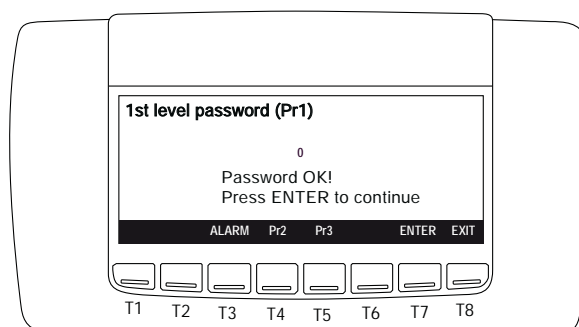 1st level password (Pr1)
0
Password OK!
Press ENTER to continue
ALARM Pr2 Pr3 ENTER EXIT
T1 T2 T3 T4 T5 T6 T7 T8